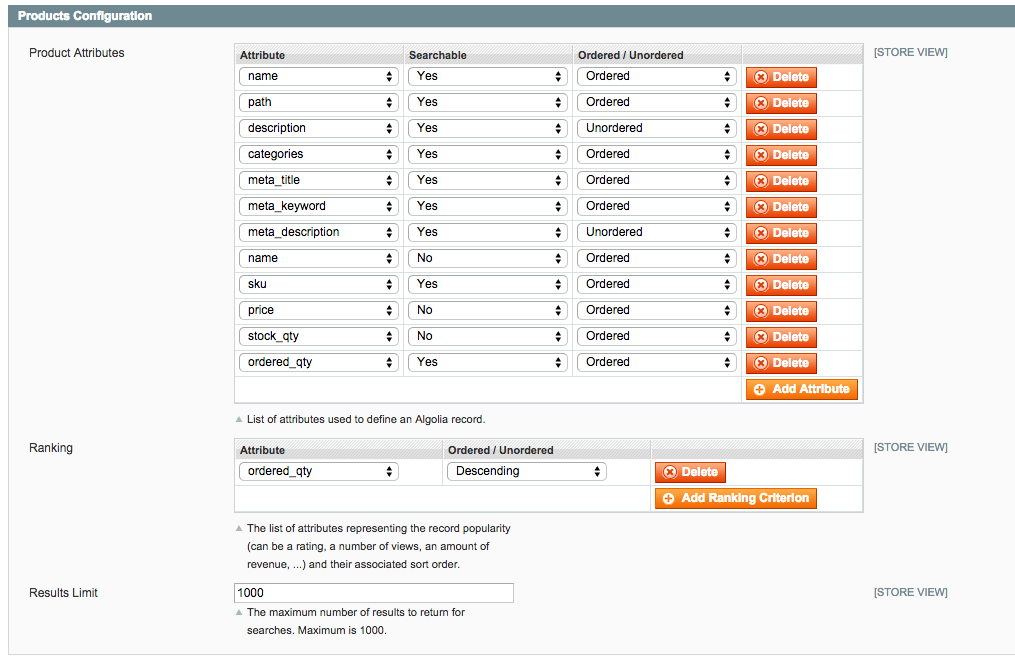 Products Configuration
Product Attributes
Attribute Searchable Ordered / Unordered
[STORE VIEW]
name Yes Ordered Delete
path Yes Ordered Delete
description Yes Unordered Delete
categories Yes Ordered Delete
meta_title Yes Ordered Delete
meta_keyword Yes Ordered Delete
meta_description Yes Unordered Delete
name No Ordered Delete
sku Yes Ordered Delete
price No Ordered Delete
stock_qty No Ordered Delete
ordered_qty Yes Ordered Delete
Add Attribute
List of attributes used to define an Algolia record.
Ranking
Attribute Ordered / Unordered
[STORE VIEW]
ordered_qty Descending Delete
Add Ranking Criterion
The list of attributes representing the record popularity
(can be a rating, a number of views, an amount of
revenue, ...) and their associated sort order.
Results Limit 1000 [STORE VIEW]
The maximum number of results to return for
searches. Maximum is 1000.